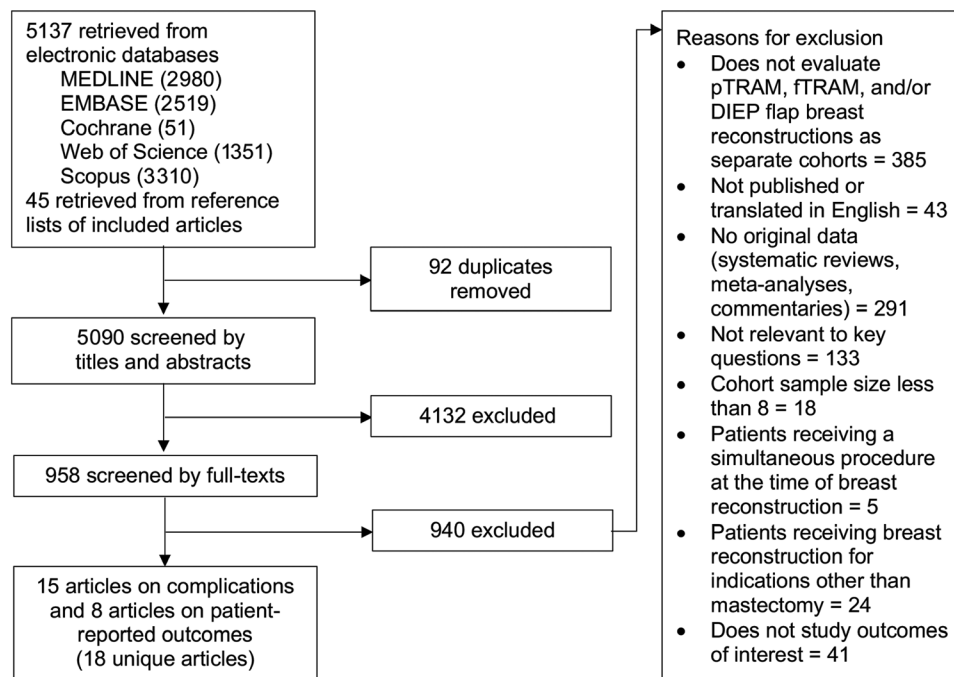 5137 retrieved from
electronic databases
MEDLINE (2980)
EMBASE (2519)
Cochrane (51)
Web of Science (1351)
Scopus (3310)
45 retrieved from reference
lists of included articles
92 duplicates
removed
5090 screened by
titles and abstracts
4132 excluded
958 screened by full-texts
940 excluded
15 articles on complications
and 8 articles on patient-
reported outcomes
(18 unique articles)
Reasons for exclusion
• Does not evaluate
pTRAM, fTRAM, and/or
DIEP flap breast
reconstructions as
separate cohorts = 385
• Not published or
translated in English = 43
• No original data
(systematic reviews,
meta-analyses,
commentaries) = 291
• Not relevant to key
questions = 133
• Cohort sample size less
than 8 = 18
• Patients receiving a
simultaneous procedure
at the time of breast
reconstruction = 5
• Patients receiving breast
reconstruction for
indications other than
mastectomy = 24
• Does not study outcomes
of interest = 41